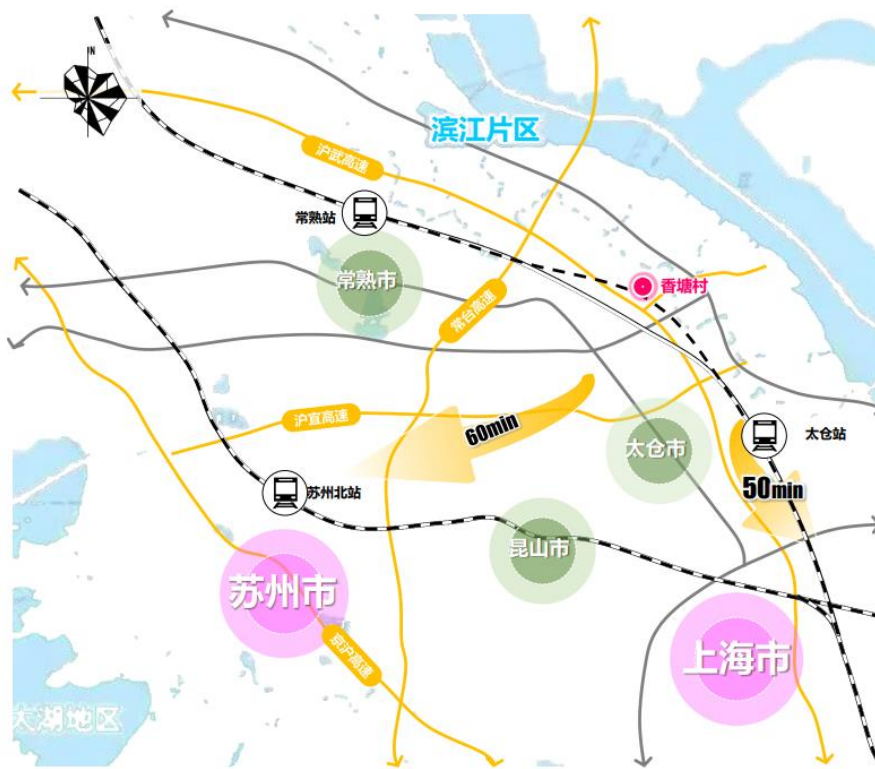 N
滨江片区
沪武高速
常熟站
常熟市
香塘村
常台高速
沪宜高速
60min
太仓市
太仓站
50min
苏州北站
昆山市
苏州市
京沪高速
上海市
太湖地区